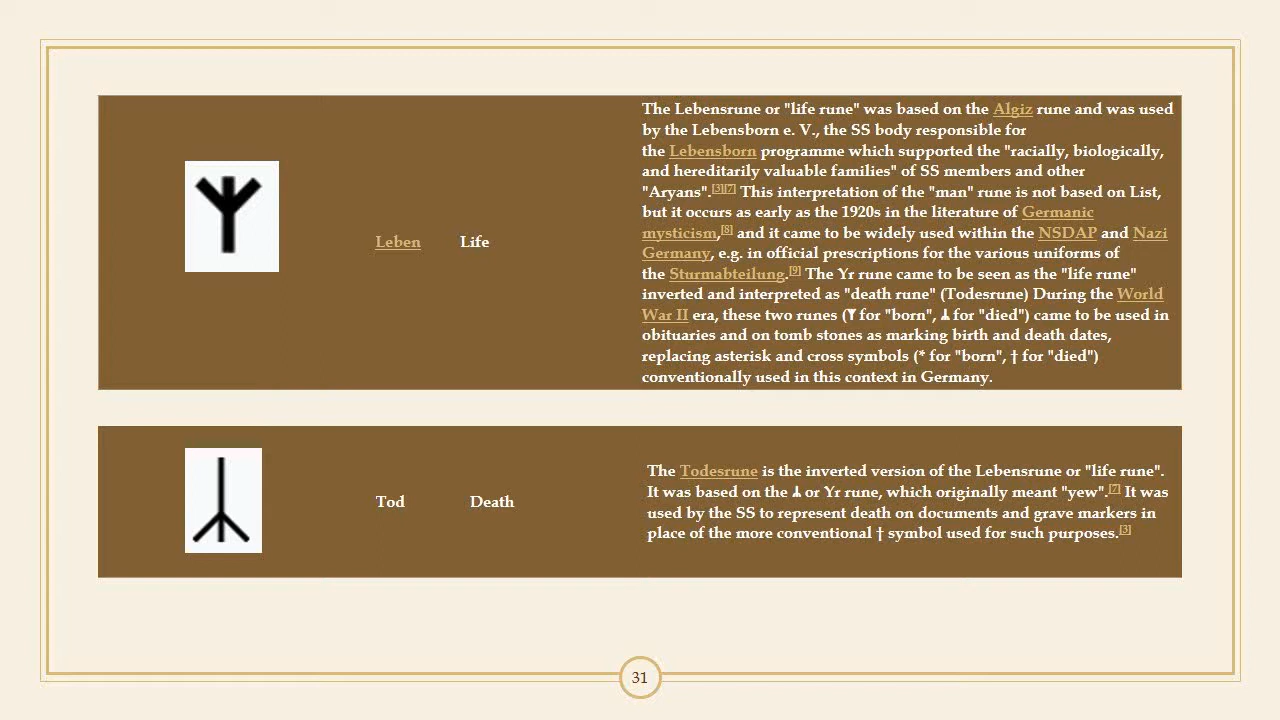 Leben Life
The Lebensrune or "life rune" was based on the Algiz rune and was used
by the Lebensborn e. V., the SS body responsible for
the Lebensborn programme which supported the "racially, biologically,
and hereditarily valuable families" of SS members and other
"Aryans".[3][7] This interpretation of the "man" rune is not based on List,
but it occurs as early as the 1920s in the literature of Germanic
mysticism,[8] and it came to be widely used within the NSDAP and Nazi
Germany, e.g. in official prescriptions for the various uniforms of
the Sturmabteilung.[9] The Yr rune came to be seen as the "life rune"
inverted and interpreted as "death rune" (Todesrune) During the World
War II era, these two runes (ᛉ for "born", ᛦ for "died") came to be used in
obituaries and on tomb stones as marking birth and death dates,
replacing asterisk and cross symbols (* for "born", † for "died")
conventionally used in this context in Germany.
Tod Death
The Todesrune is the inverted version of the Lebensrune or "life rune".
It was based on the ᛦ or Yr rune, which originally meant "yew".[7] It was
used by the SS to represent death on documents and grave markers in
place of the more conventional † symbol used for such purposes.[3]
31